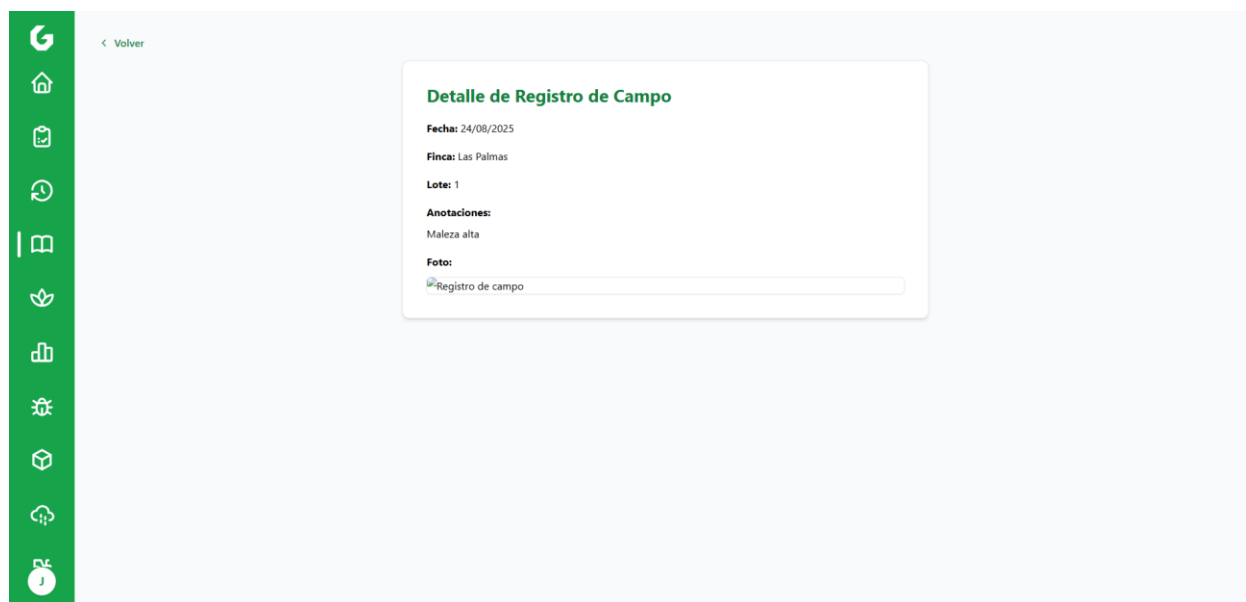 G
Volver
Detalle de Registro de Campo
Fecha: 24/08/2025
Finca: Las Palmas
Lote: 1
Anotaciones:
Maleza alta
Foto:
Registro de campo
J